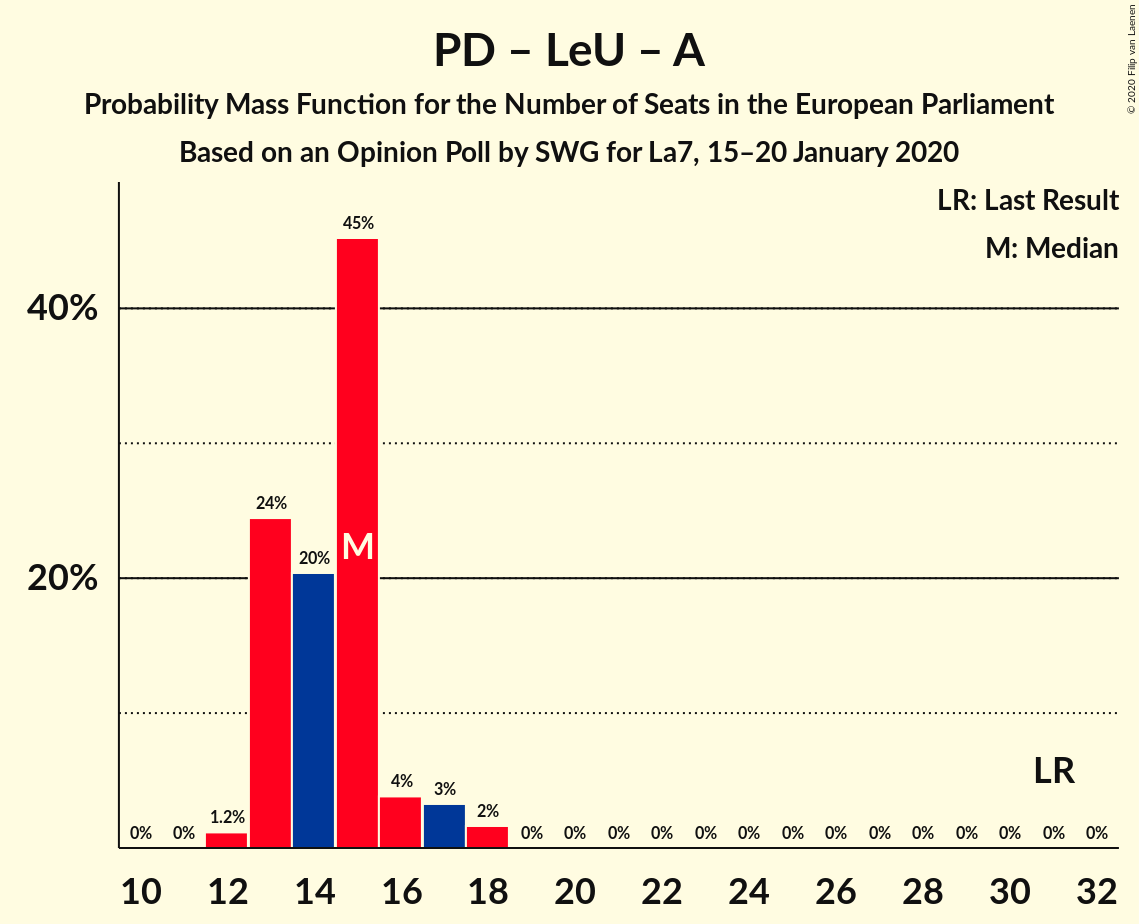 PD – LeU – A
Probability Mass Function for the Number of Seats in the European Parliament
Based on an Opinion Poll by SWG for La7, 15–20 January 2020
© 2020 Filip van Laenen
LR: Last Result
M: Median
40%
20%
0% 0% 1.2% 24% 20% 45% 4% 3% 2% 0% 0% 0% 0% 0% 0% 0% 0% 0% 0% 0% 0% 0% 0%
M
LR
10 12 14 16 18 20 22 24 26 28 30 32